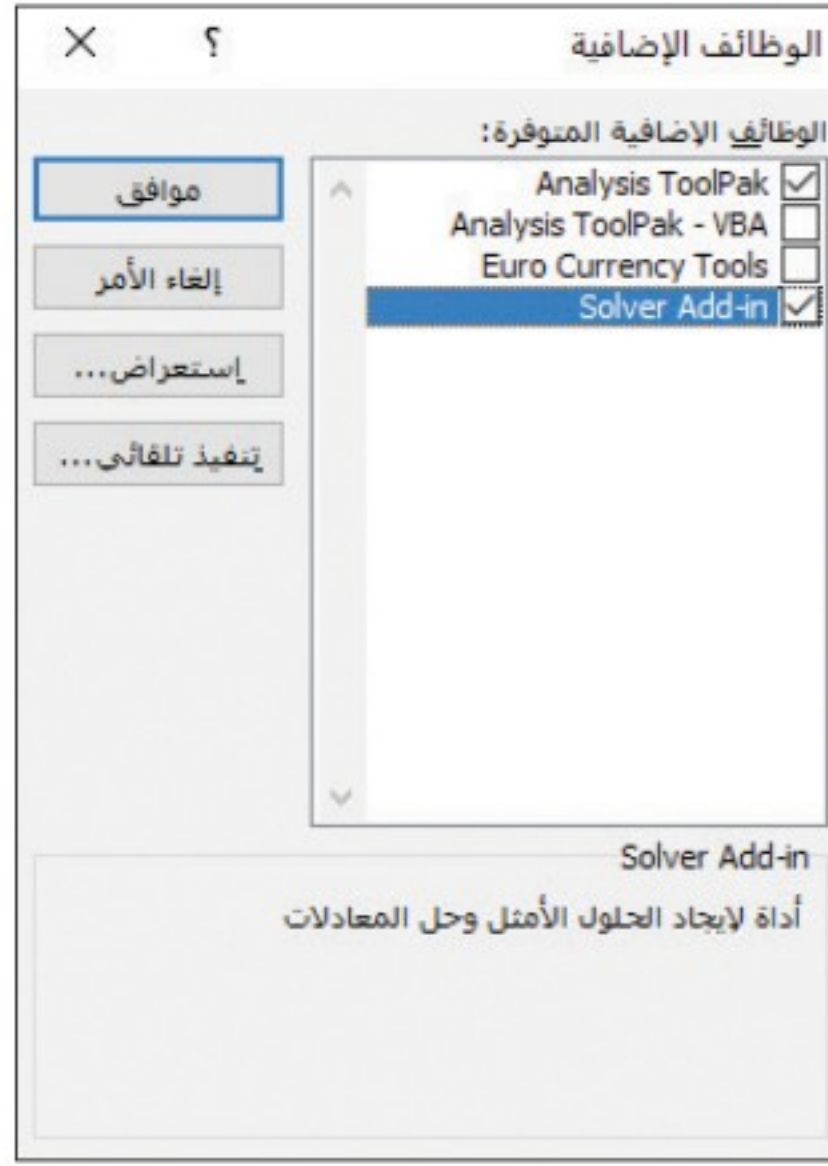 الوظائف الإضافية ؟
الوظائف الإضافية المتوفرة:
Analysis ToolPak
Analysis ToolPak - VBA
Euro Currency Tools
Solver Add-in
موافق
إلغاء الأمر
إستعراض...
تنفيذ تلقائي...
Solver Add-in
أداة لإيجاد الحلول الأمثل وحل المعادلات